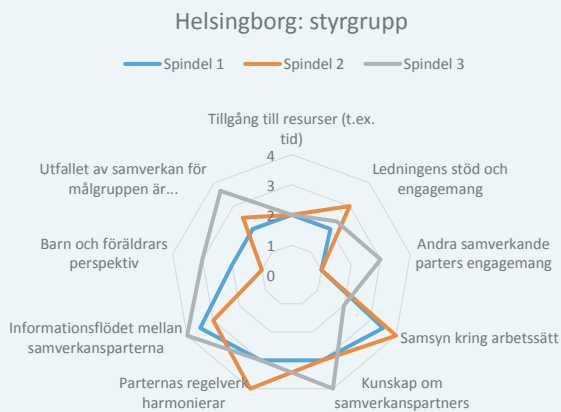 Helsingborg: styrgrupp
Spindel 1
Spindel 2
Spindel 3
Tillgång till resurser (t.ex.
tid)
Ledningens stöd och
engagemang
Andra samverkande
parters engagemang
Samsyn kring arbetssätt
Kunskap om
samverkanspartners
Parternas regelverk
harmonierar
Informationsflödet mellan
samverkansparterna
Barn och föräldrars
perspektiv
Utfallet av samverkan för
målgruppen är...
4
3
2
1
0